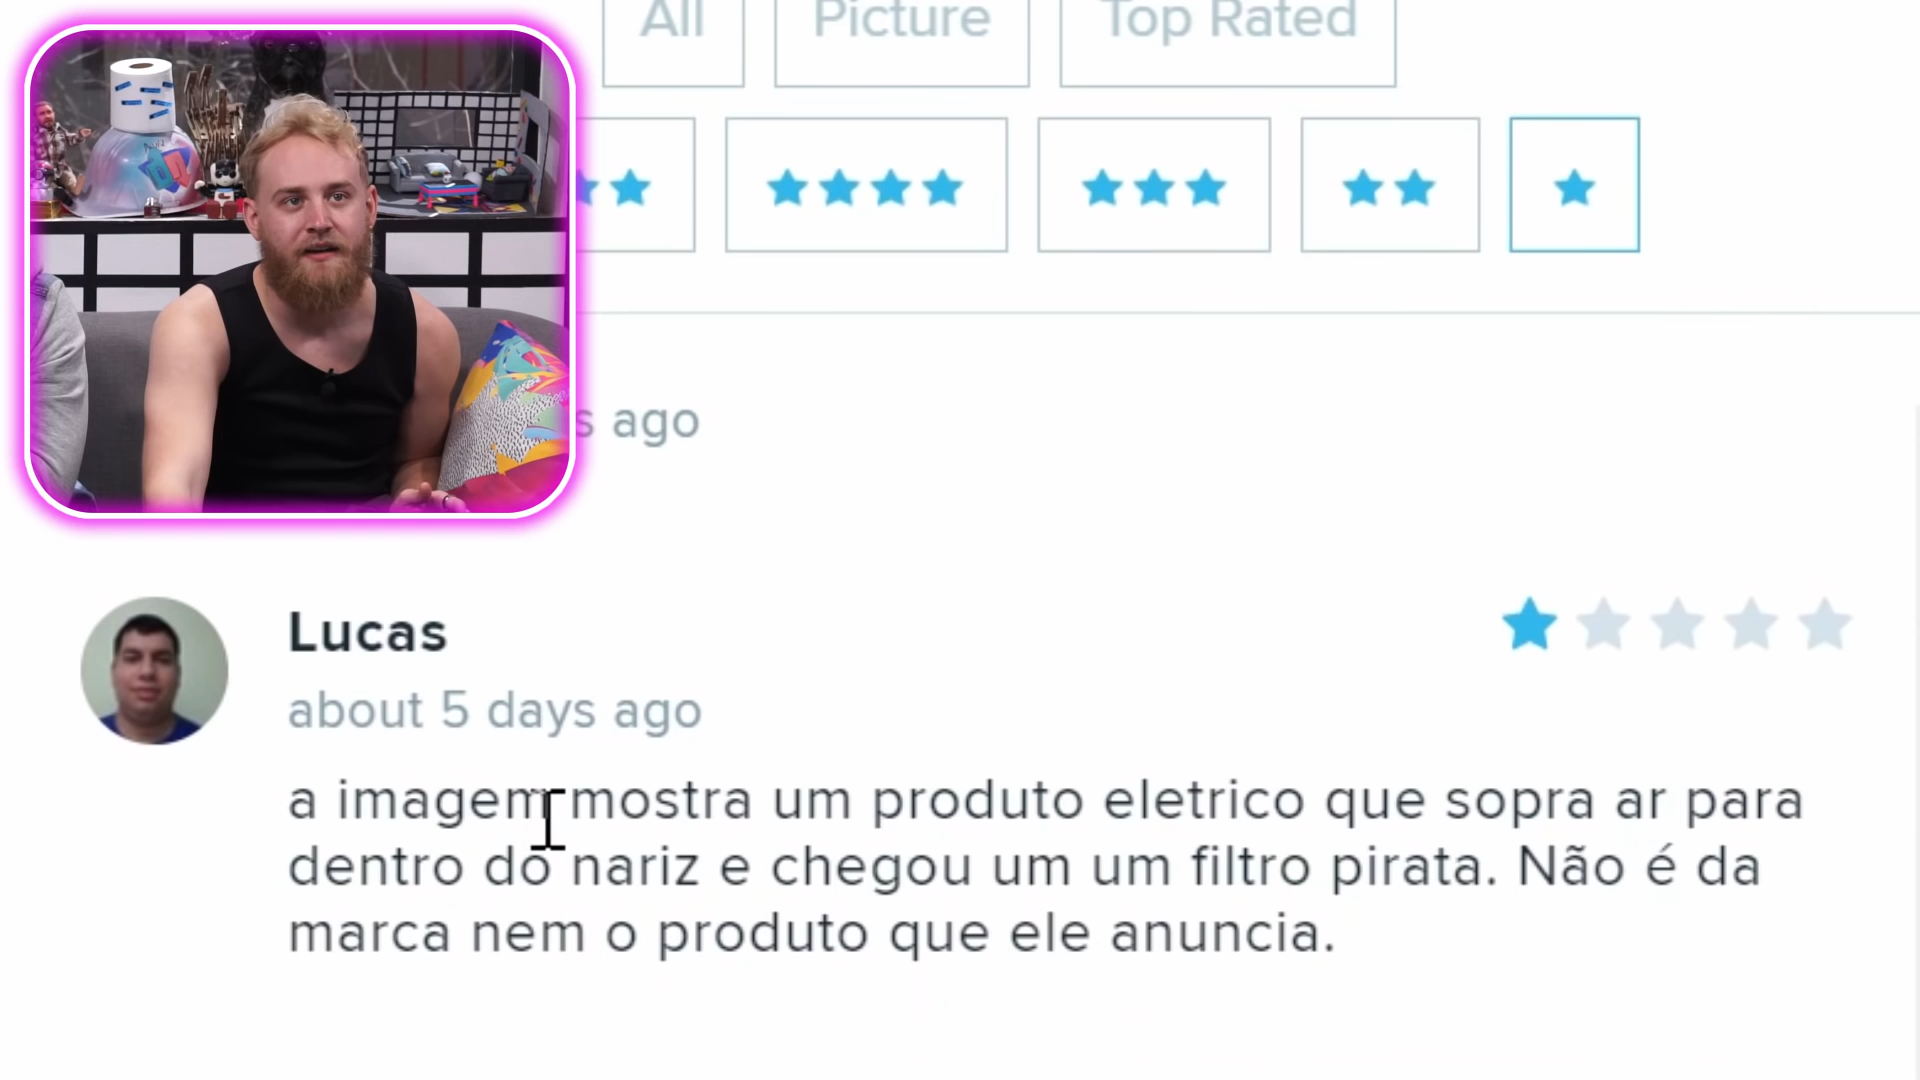 All
Picture
Top Rated
s ago
Lucas
about 5 days ago
a imagem mostra um produto eletrico que sopra ar para
dentro do nariz e chegou um um filtro pirata. Não é da
marca nem o produto que ele anuncia.